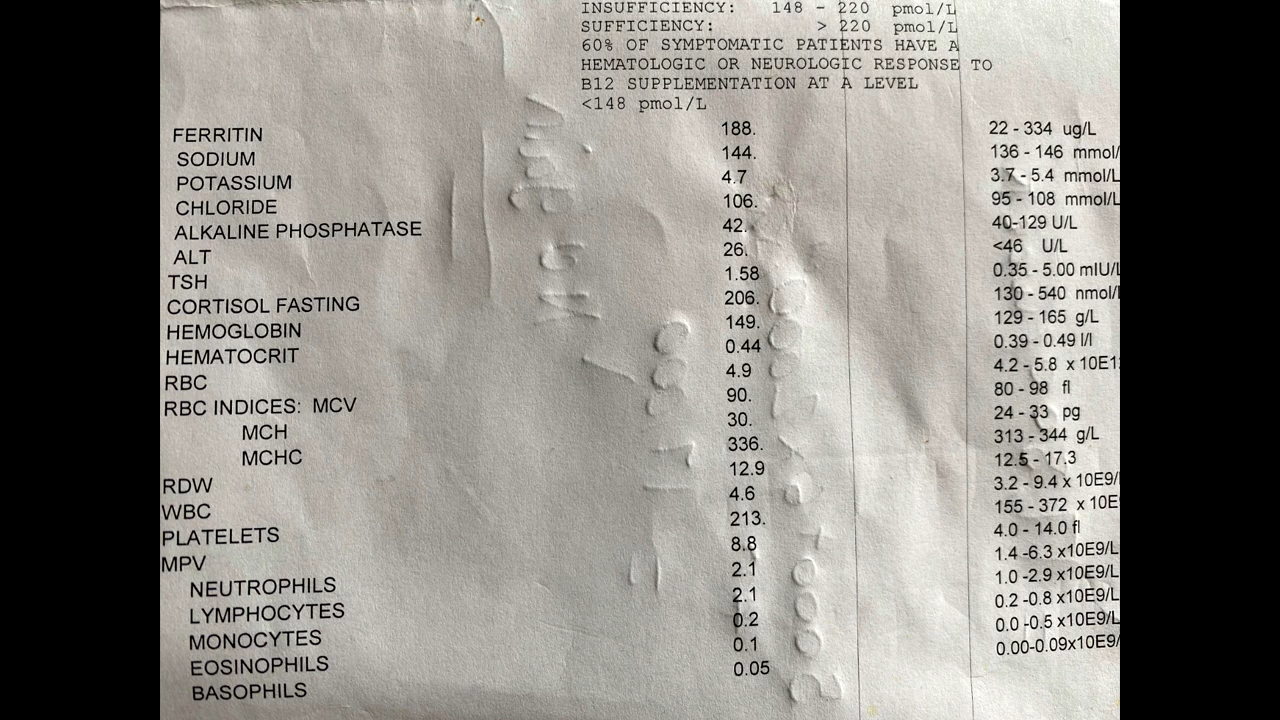 INSUFFICIENCY: 148 - 220 pmol/L
SUFFICIENCY: > 220 pmol/L
60% OF SYMPTOMATIC PATIENTS HAVE A
HEMATOLOGIC OR NEUROLOGIC RESPONSE TO
B12 SUPPLEMENTATION AT A LEVEL
<148 pmol/L
FERRITIN 188. 22 - 334 ug/L
SODIUM 144. 136 - 146 mmol/
POTASSIUM 4.7 3.7 - 5.4 mmol/L
CHLORIDE 106. 95 - 108 mmol/L
ALKALINE PHOSPHATASE 42. 40-129 U/L
ALT 26. <46 U/L
TSH 1.58 0.35 - 5.00 mIU/L
CORTISOL FASTING 206. 130 - 540 nmol/l
HEMOGLOBIN 149. 129 - 165 g/L
HEMATOCRIT 0.44 0.39 - 0.49 l/l
RBC 4.9 4.2 - 5.8 x 10E1
RBC INDICES: MCV 90. 80 - 98 fl
MCH 30. 24 - 33 pg
MCHC 336. 313 - 344 g/L
RDW 12.9 12.5 - 17.3
WBC 4.6 3.2 - 9.4 x 10E9/
PLATELETS 213. 155 - 372 x 10E9
MPV 8.8 4.0 - 14.0 fl
NEUTROPHILS 2.1 1.4 -6.3 x10E9/L
LYMPHOCYTES 2.1 1.0 -2.9 x10E9/L
MONOCYTES 0.2 0.2 -0.8 x10E9/L
EOSINOPHILS 0.1 0.0 -0.5 x10E9/L
BASOPHILS 0.05 0.00-0.09x10E9/